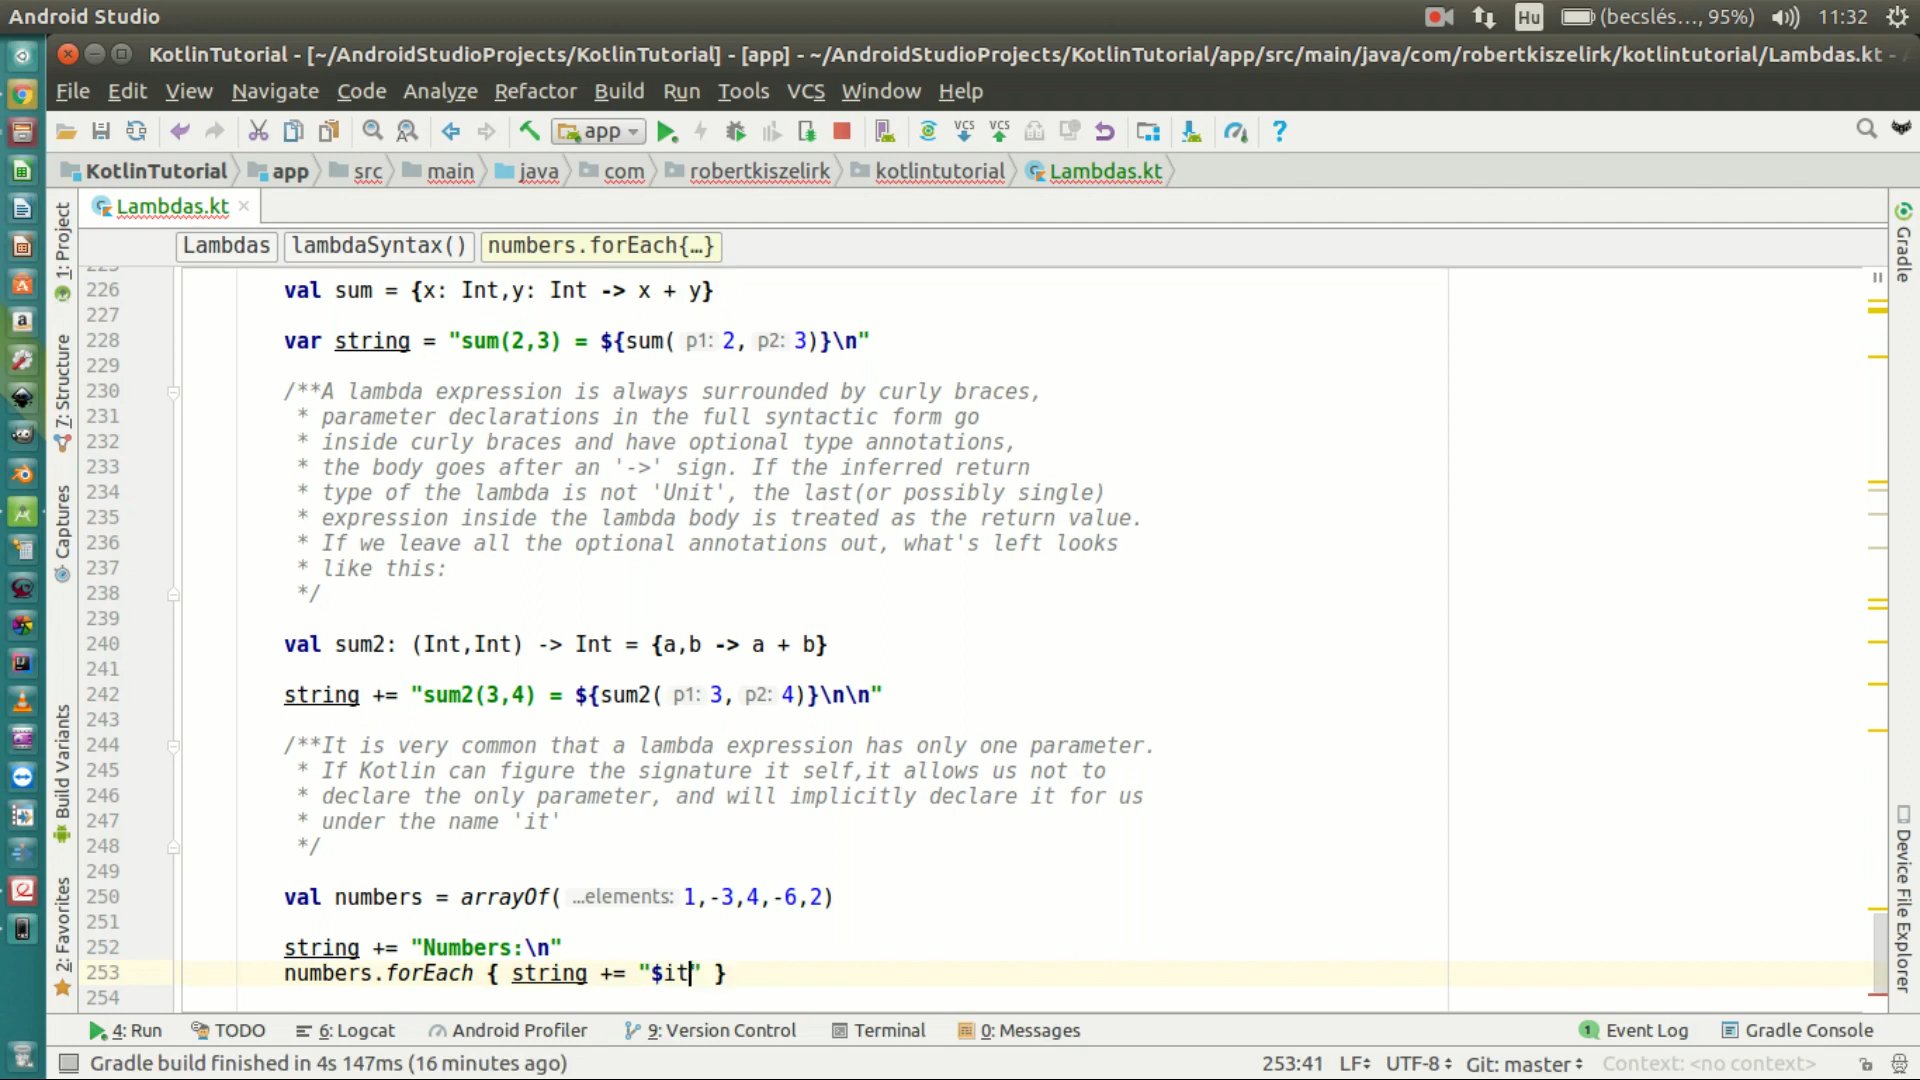 Android Studio
Hu (becslés..., 95%) 11:32
KotlinTutorial - [~/AndroidStudioProjects/KotlinTutorial] - [app] - ~/AndroidStudioProjects/KotlinTutorial/app/src/main/java/com/robertkiszelirk/kotlintutorial/Lambdas.kt -
File Edit View Navigate Code Analyze Refactor Build Run Tools VCS Window Help
app VCS VCS ?
KotlinTutorial app src main java com robertkiszelirk kotlintutorial Lambdas.kt
Lambdas.kt
Lambdas lambdaSyntax() numbers.forEach{...}
1: Project
7: Structure
Captures
Build Variants
2: Favorites
226 val sum = {x: Int,y: Int -> x + y}
227
228 var string = "sum(2,3) = ${sum( p1: 2, p2: 3)}\n"
229
230 /**A lambda expression is always surrounded by curly braces,
231 * parameter declarations in the full syntactic form go
232 * inside curly braces and have optional type annotations,
233 * the body goes after an '->' sign. If the inferred return
234 * type of the lambda is not 'Unit', the last(or possibly single)
235 * expression inside the lambda body is treated as the return value.
236 * If we leave all the optional annotations out, what's left looks
237 * like this:
238 */
239
240 val sum2: (Int,Int) -> Int = {a,b -> a + b}
241
242 string += "sum2(3,4) = ${sum2( p1: 3, p2: 4)}\n\n"
243
244 /**It is very common that a lambda expression has only one parameter.
245 * If Kotlin can figure the signature it self,it allows us not to
246 * declare the only parameter, and will implicitly declare it for us
247 * under the name 'it'
248 */
249
250 val numbers = arrayOf( ...elements: 1,-3,4,-6,2)
251
252 string += "Numbers:\n"
253 numbers.forEach { string += "$it" }
254
Gradle
Device File Explorer
4: Run TODO 6: Logcat Android Profiler 9: Version Control Terminal 0: Messages 1 Event Log Gradle Console
Gradle build finished in 4s 147ms (16 minutes ago) 253:41 LF UTF-8 Git: master Context: <no context>